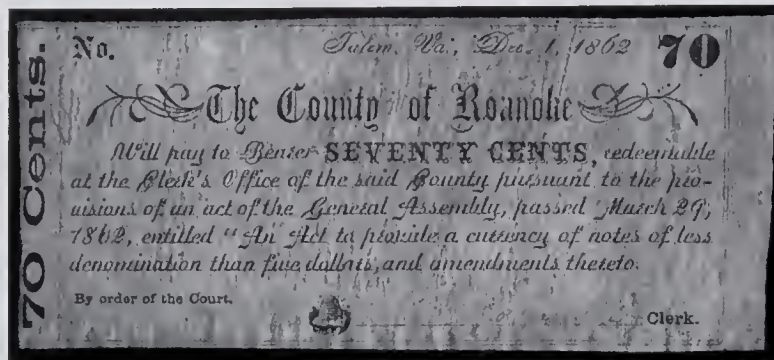 70 Cents.
No.
Salem, Va., Dec. 1, 1862
70
The County of Roanoke
Will pay to Bearer SEVENTY CENTS, redeemable
at the Clerk's Office of the said County pursuant to the pro-
visions of an act of the General Assembly, passed March 29,
1862, entitled "An Act to provide a currency of notes of less
denomination than five dollars, and amendments thereto.
By order of the Court.
Clerk.